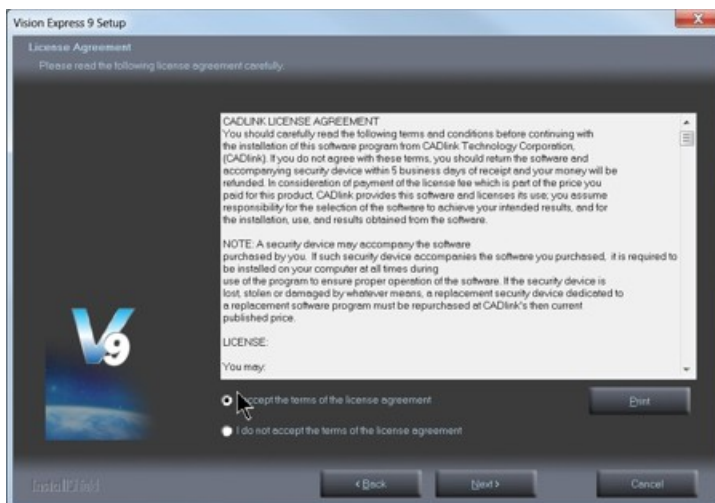 Vision Express 9 Setup
License Agreement
Please read the following license agreement carefully.
CADLINK LICENSE AGREEMENT
You should carefully read the following terms and conditions before continuing with
the installation of this software program from CADlink Technology Corporation,
(CADlink). If you do not agree with these terms, you should return the software and
accompanying security device within 5 business days of receipt and your money will be
refunded. In consideration of payment of the license fee which is part of the price you
paid for this product, CADlink provides this software and licenses its use; you assume
responsibility for the selection of the software to achieve your intended results, and for
the installation, use, and results obtained from the software.
NOTE: A security device may accompany the software
purchased by you. If such security device accompanies the software you purchased, it is required to
be installed on your computer at all times during
use of the program to ensure proper operation of the software. If the security device is
lost, stolen or damaged by whatever means, a replacement security device dedicated to
a replacement software program must be repurchased at CADlink's then current
published price.
LICENSE:
You may:
V9
I accept the terms of the license agreement
Print
I do not accept the terms of the license agreement
InstallShield
< Back
Next >
Cancel